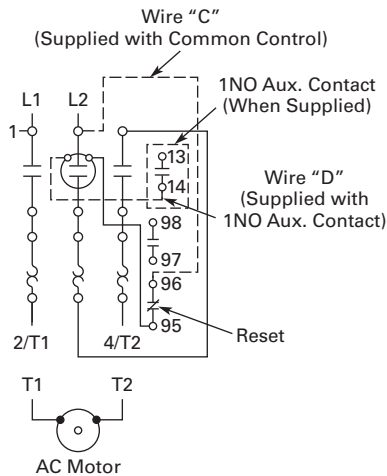 Wire “C”
(Supplied with Common Control)
L1
L2
1NO Aux. Contact
(When Supplied)
1
13
14
Wire “D”
(Supplied with
1NO Aux. Contact)
98
97
96
95
Reset
2/T1
4/T2
T1
T2
AC Motor